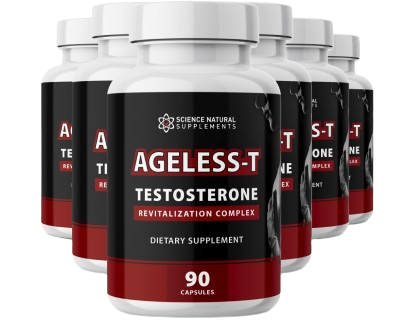 SCIENCE NATURAL
SUPPLEMENTS
AGELESS-T
TESTOSTERONE
REVITALIZATION COMPLEX
DIETARY SUPPLEMENT
90
CAPSULES